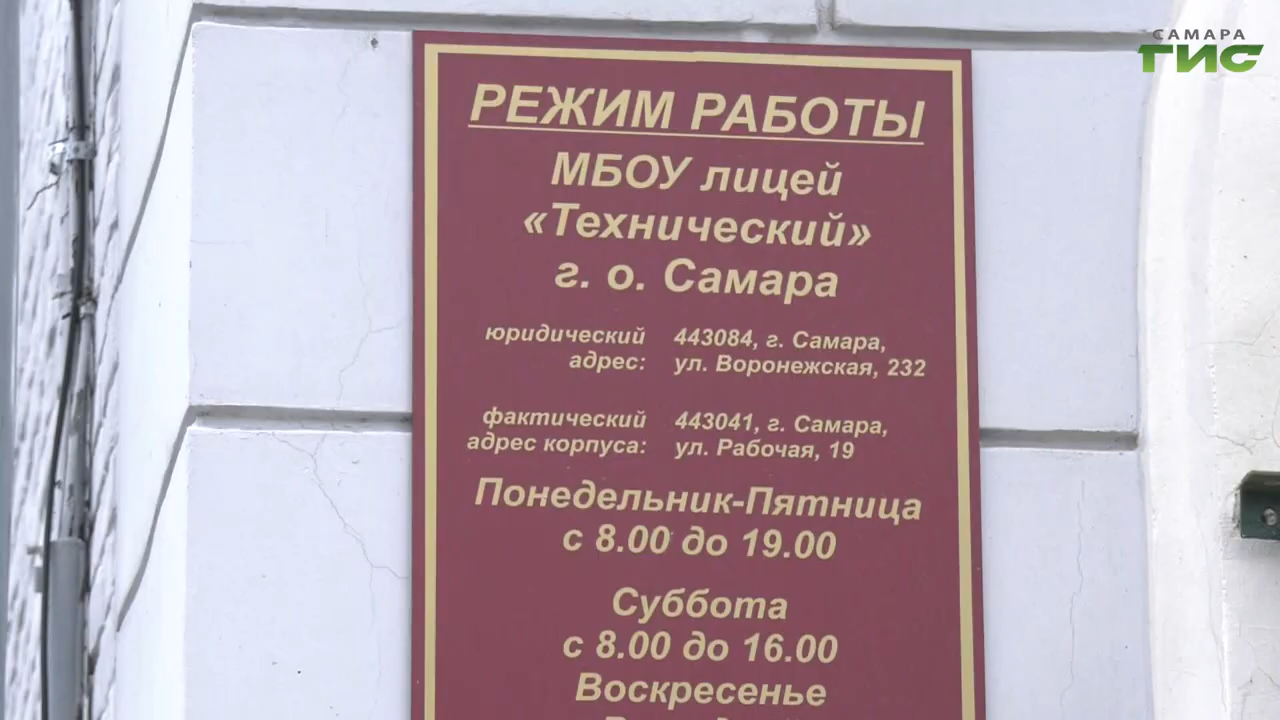 САМАРА
ГИС
РЕЖИМ РАБОТЫ
МБОУ лицей
«Технический»
г. о. Самара
юридический адрес:
443084, г. Самара,
ул. Воронежская, 232
фактический
адрес корпуса:
443041, г. Самара,
ул. Рабочая, 19
Понедельник-Пятница
с 8.00 до 19.00
Суббота
с 8.00 до 16.00
Воскресенье